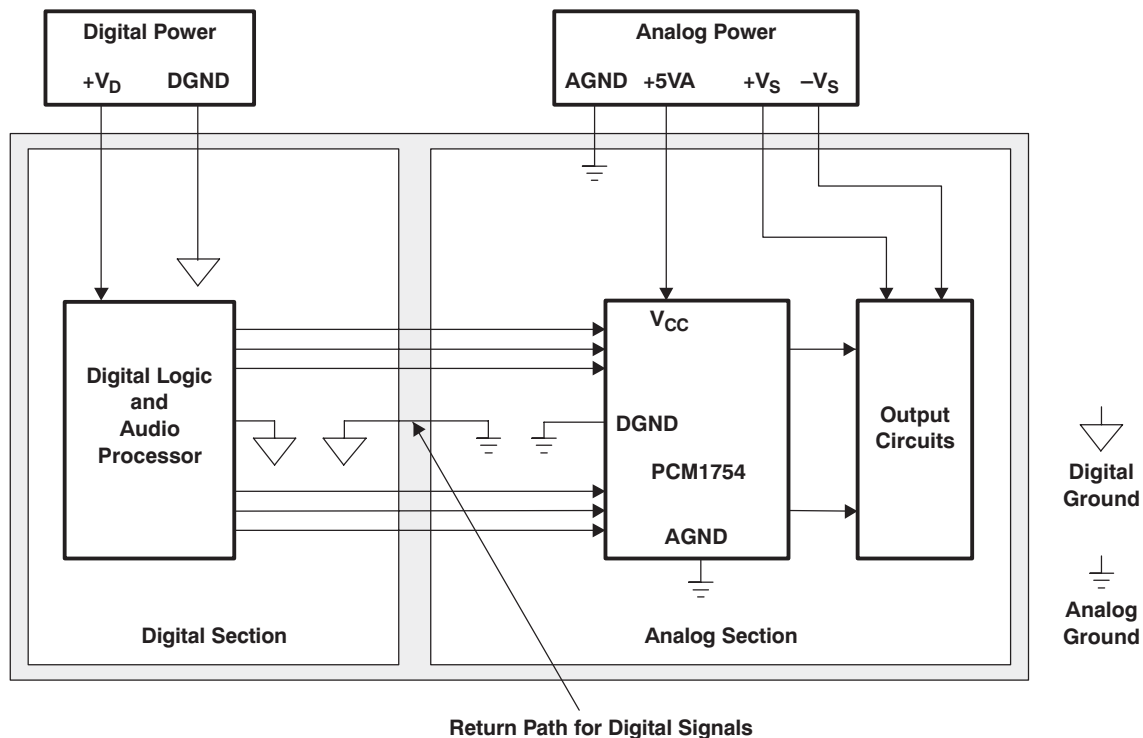 Digital Power
+VD DGND
Analog Power
AGND +5VA +VS –VS
Digital Logic
and
Audio
Processor
VCC
DGND
PCM1754
AGND
Output
Circuits
Digital
Ground
Analog
Ground
Digital Section
Analog Section
Return Path for Digital Signals